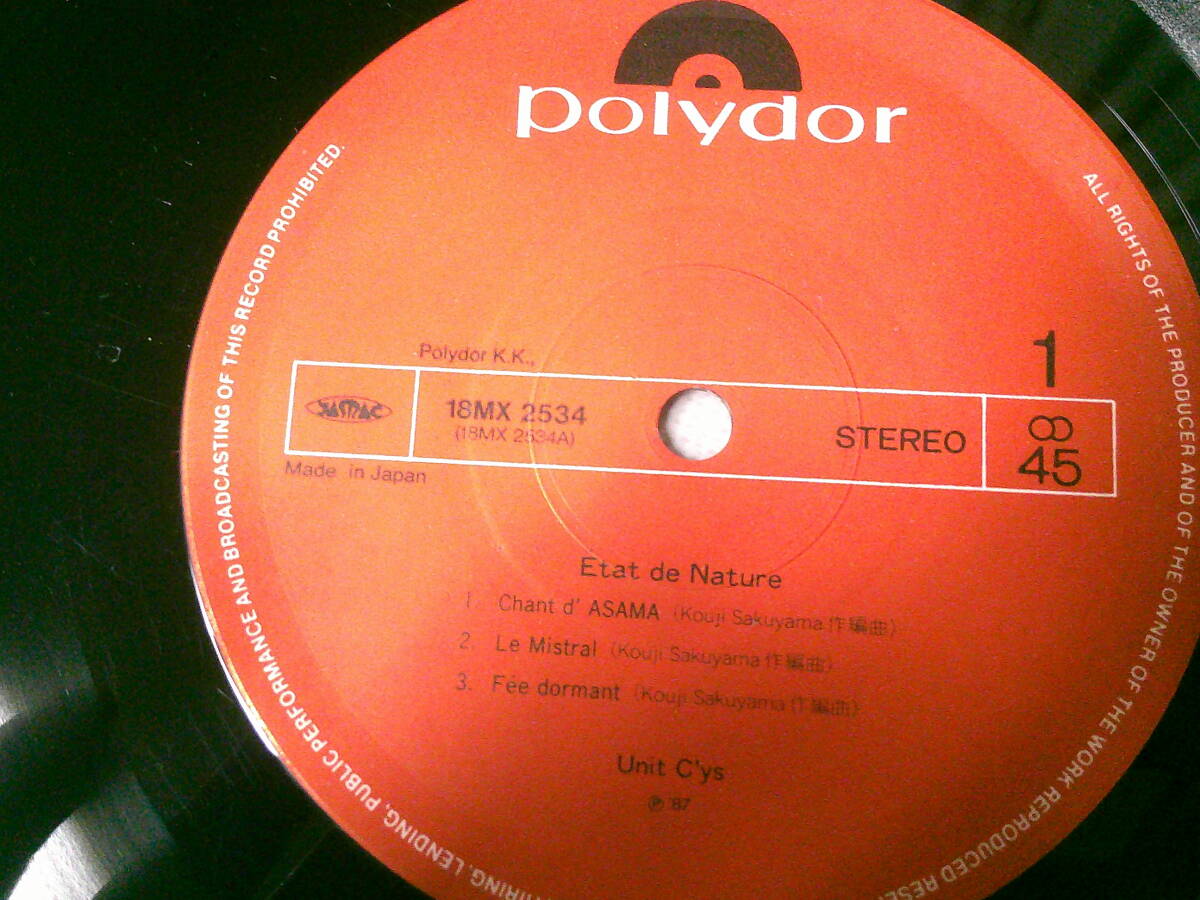 polydor
Polydor K.K.,
JASRAC
18MX 2534
(18MX 2534A)
STEREO
1
8
45
Made in Japan
Etat de Nature
1. Chant d' ASAMA (Kouji Sakuyama 作編曲)
2. Le Mistral (Kouji Sakuyama 作編曲)
3. Fée dormant (Kouji Sakuyama 作編曲)
Unit C'ys
℗ '87
ALL RIGHTS OF THE PRODUCER AND OF THE OWNER OF THE WORK REPRODUCED
HIRING, LENDING, PUBLIC PERFORMANCE AND BROADCASTING OF THIS RECORD PROHIBITED.